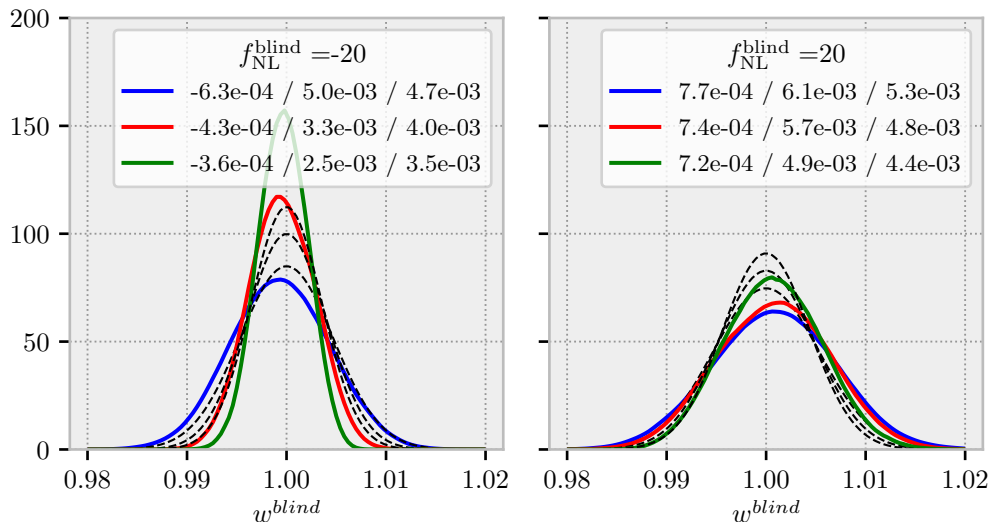 200
150
100
50
0
f_NL^blind =-20
-6.3e-04 / 5.0e-03 / 4.7e-03
-4.3e-04 / 3.3e-03 / 4.0e-03
-3.6e-04 / 2.5e-03 / 3.5e-03
0.98 0.99 1.00 1.01 1.02
w^blind
f_NL^blind =20
7.7e-04 / 6.1e-03 / 5.3e-03
7.4e-04 / 5.7e-03 / 4.8e-03
7.2e-04 / 4.9e-03 / 4.4e-03
0.98 0.99 1.00 1.01 1.02
w^blind